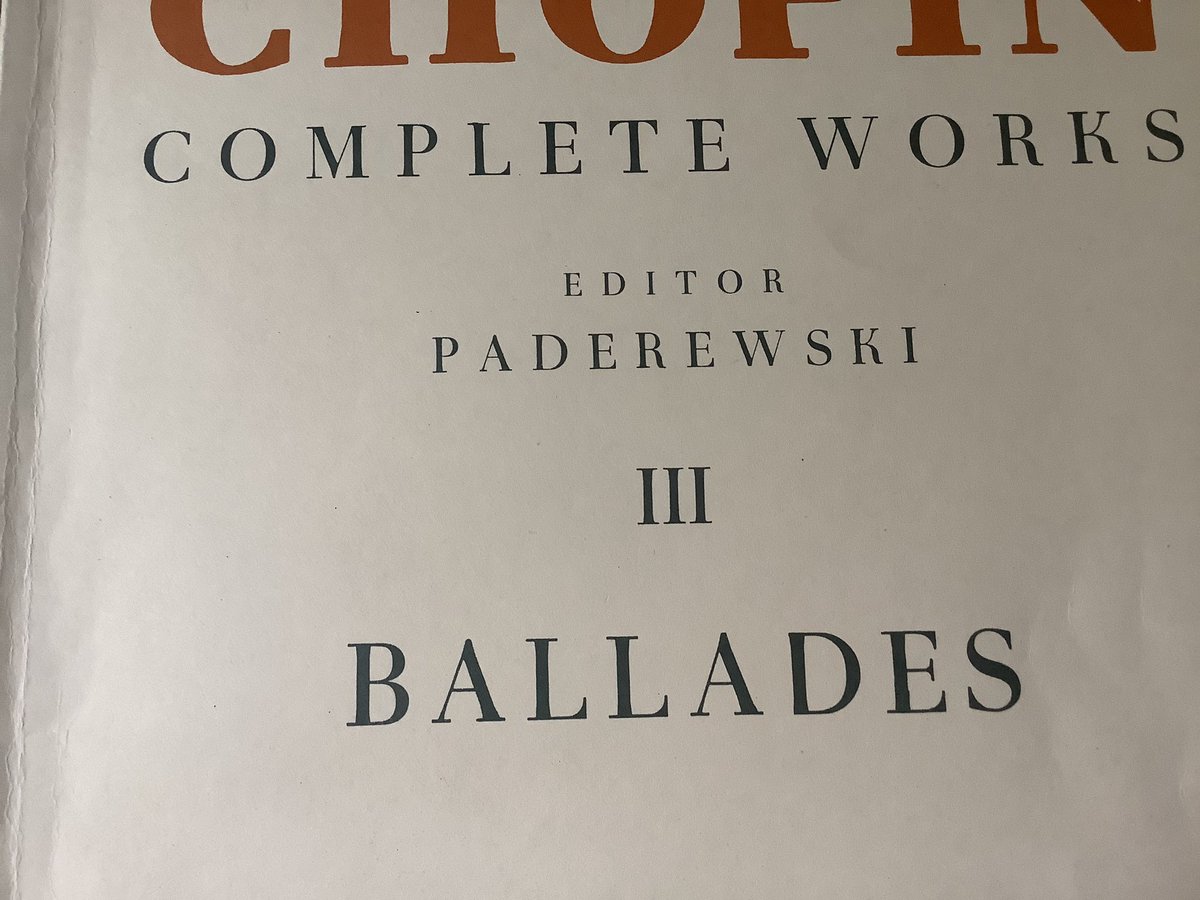 CHOPIN
COMPLETE WORKS
EDITOR
PADEREWSKI
III
BALLADES